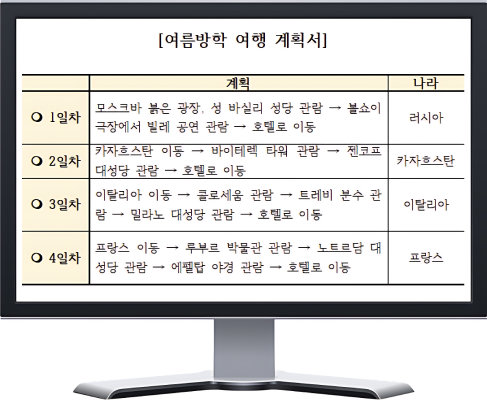 [여름방학 여행 계획서]
계획 나라
❍ 1일차 모스크바 붉은 광장, 성 바실리 성당 관람 → 볼쇼이 러시아
극장에서 발레 공연 관람 → 호텔로 이동
❍ 2일차 카자흐스탄 이동 → 바이테렉 타워 관람 → 젠코프 카자흐스탄
대성당 관람 → 호텔로 이동
❍ 3일차 이탈리아 이동 → 콜로세움 관람 → 트레비 분수 관 이탈리아
람 → 밀라노 대성당 관람 → 호텔로 이동
❍ 4일차 프랑스 이동 → 루부르 박물관 관람 → 노트르담 대 프랑스
성당 관람 → 에펠탑 야경 관람 → 호텔로 이동